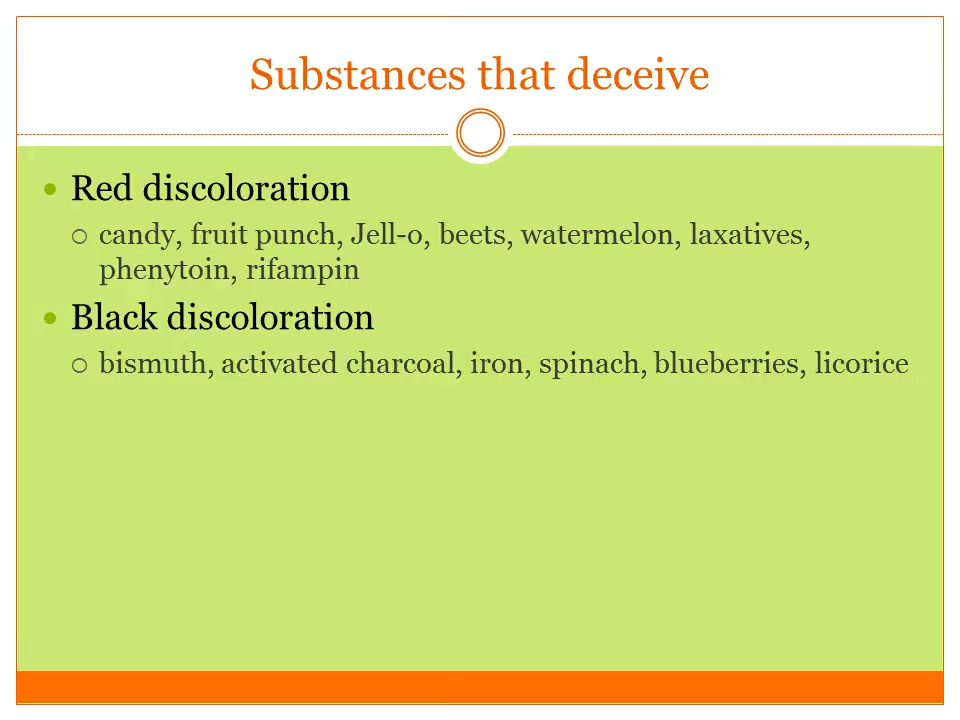 Substances that deceive
Red discoloration
candy, fruit punch, Jell-o, beets, watermelon, laxatives,
phenytoin, rifampin
Black discoloration
bismuth, activated charcoal, iron, spinach, blueberries, licorice